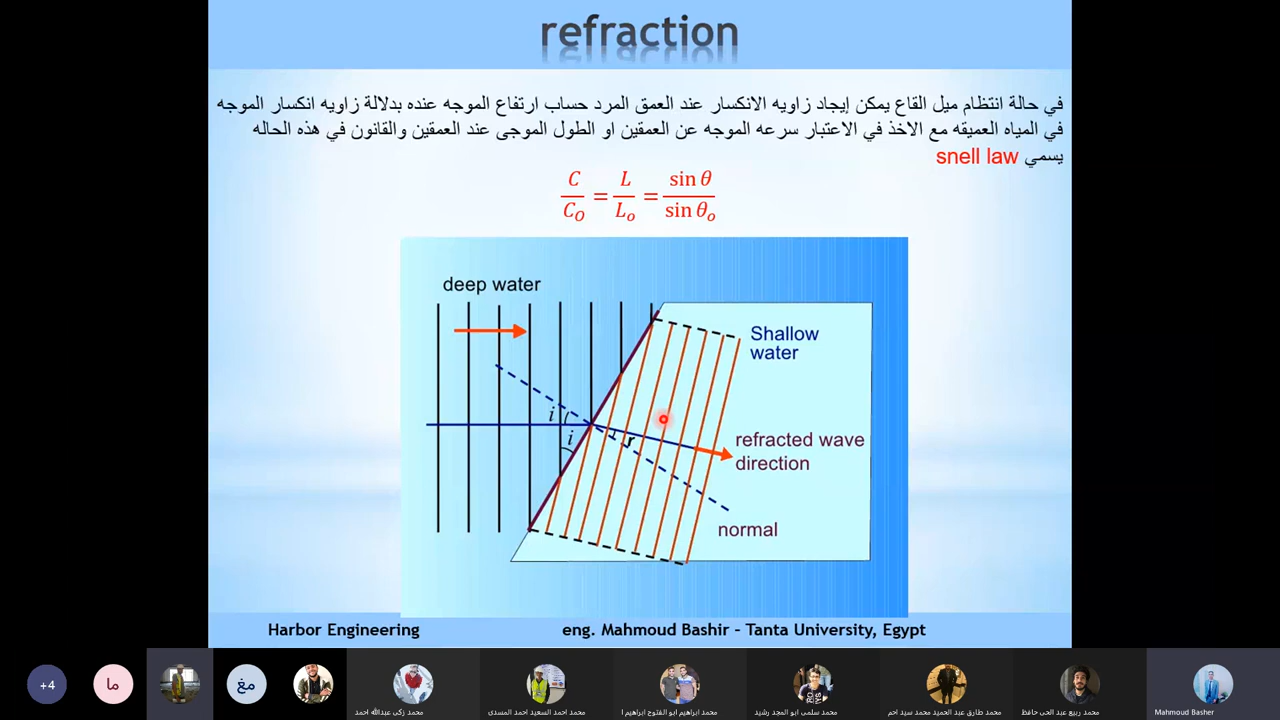 refraction
في حالة انتظام ميل القاع يمكن إيجاد زاويه الانكسار عند العمق المرد حساب ارتفاع الموجه عنده بدلالة زاويه انكسار الموجه
في المياه العميقه مع الاخذ في الاعتبار سرعه الموجه عن العمقين او الطول الموجى عند العمقين والقانون في هذه الحاله
يسمي snell law
C/C_O = L/L_o = sin θ/sin θ_o
deep water
Shallow
water
i
i
r
refracted wave
direction
normal
Harbor Engineering
eng. Mahmoud Bashir – Tanta University, Egypt
+4
ما
مغ
محمد زكى عبدالله احمد
محمد احمد السعيد احمد المسدى
محمد ابراهيم ابو الفتوح ابراهيم ا
محمد سلمى ابو المجد رشيد
محمد طارق عبد الحميد محمد سيد احم
محمد ربيع عبد الحى حافظ
Mahmoud Basher